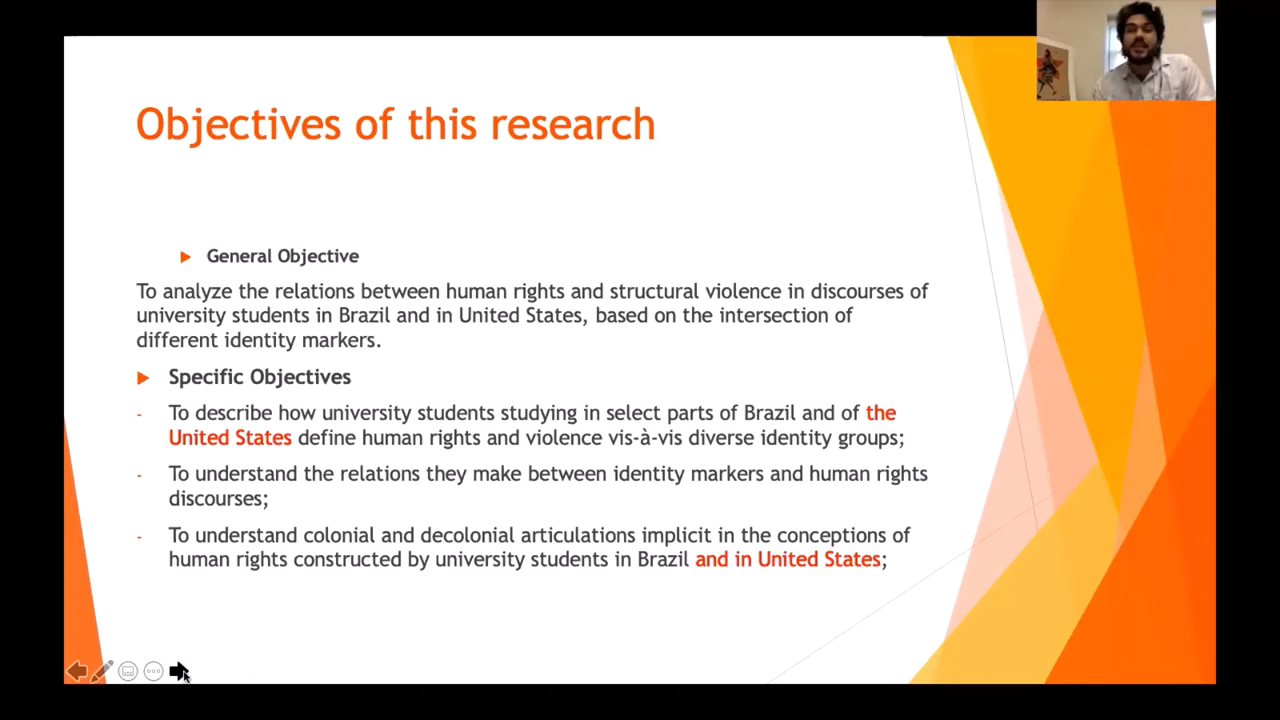 Objectives of this research
General Objective
To analyze the relations between human rights and structural violence in discourses of
university students in Brazil and in United States, based on the intersection of
different identity markers.
Specific Objectives
- To describe how university students studying in select parts of Brazil and of the
United States define human rights and violence vis-à-vis diverse identity groups;
- To understand the relations they make between identity markers and human rights
discourses;
- To understand colonial and decolonial articulations implicit in the conceptions of
human rights constructed by university students in Brazil and in United States;